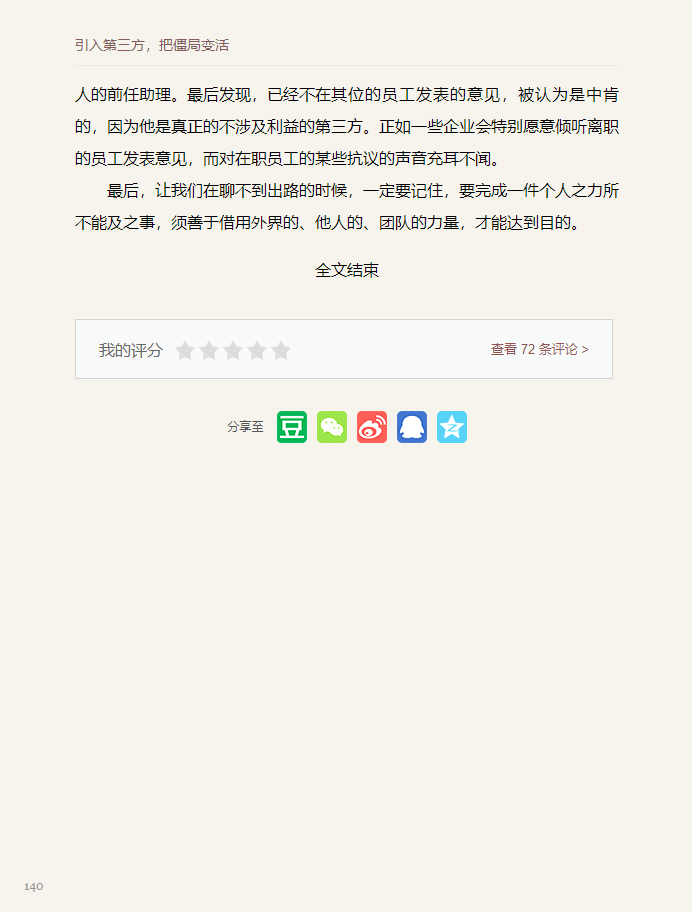 引入第三方，把僵局变活
人的前任助理。最后发现，已经不在其位的员工发表的意见，被认为是中肯
的，因为他是真正的不涉及利益的第三方。正如一些企业会特别愿意倾听离职
的员工发表意见，而对在职员工的某些抗议的声音充耳不闻。
最后，让我们在聊不到出路的时候，一定要记住，要完成一件个人之力所
不能及之事，须善于借用外界的、他人的、团队的力量，才能达到目的。
全文结束
我的评分 查看 72 条评论 >
分享至 豆
140